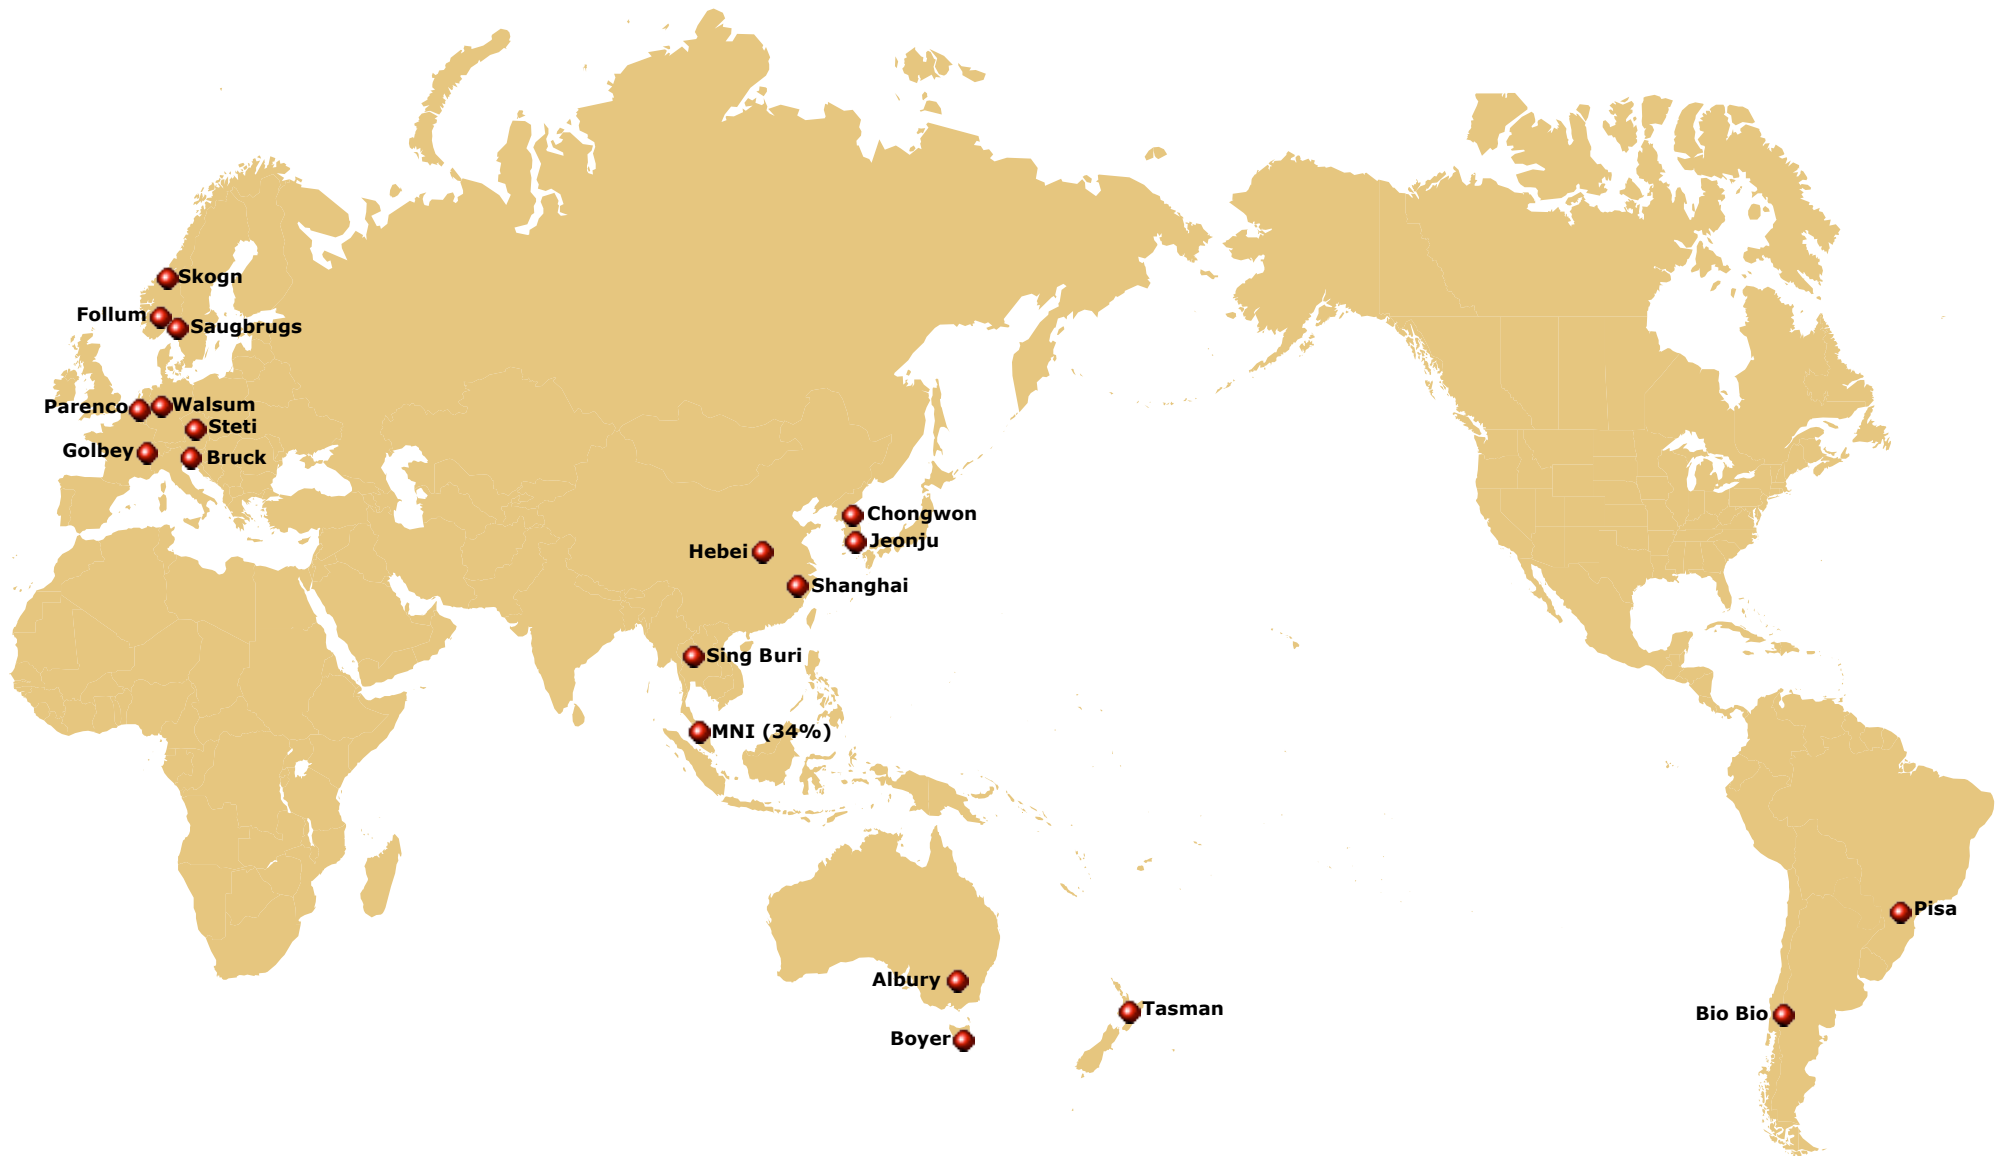 Skogn
Follum
Saugbrugs
Parenco
Walsum
Steti
Golbey
Bruck
Chongwon
Jeonju
Hebei
Shanghai
Sing Buri
MNI (34%)
Pisa
Albury
Tasman
Bio Bio
Boyer